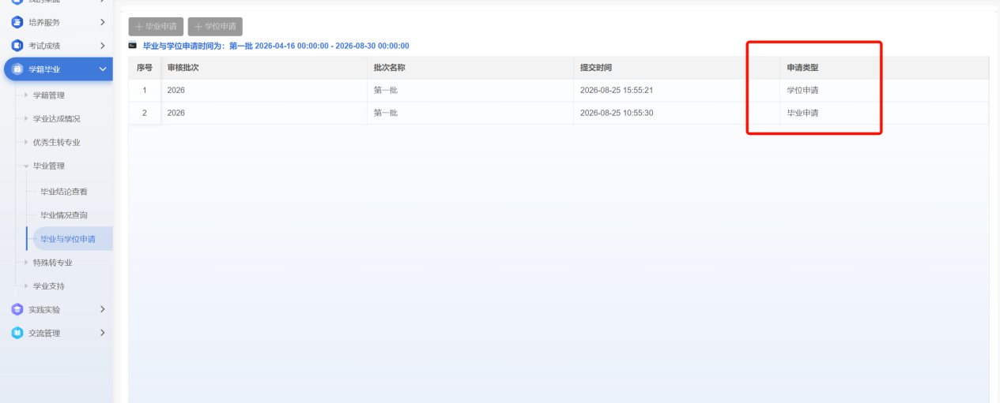 培养服务
考试成绩
学籍毕业
学籍管理
学业达成情况
优秀生转专业
毕业管理
毕业结论查看
毕业情况查询
毕业与学位申请
特殊转专业
学业支持
实践实验
交流管理
毕业申请 学位申请
毕业与学位申请时间为：第一批 2026-04-16 00:00:00 - 2026-08-30 00:00:00
序号 审核批次 批次名称 提交时间 申请类型
1 2026 第一批 2026-08-25 15:55:21 学位申请
2 2026 第一批 2026-08-25 10:55:30 毕业申请